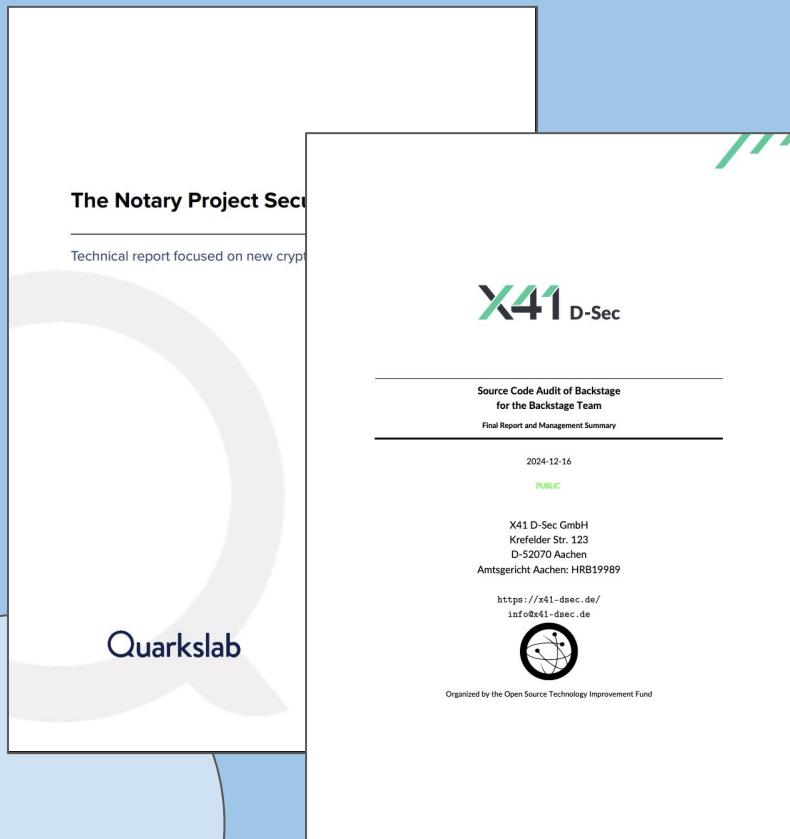 The Notary Project
Technical report focused on new
Quarkslab
X41 D-Sec
Source Code Audit of Backstage
for the Backstage Team
Final Report and Management Summary
2024-12-16
PUBLIC
X41 D-Sec GmbH
Krefelder Str. 123
D-52070 Aachen
Amtsgericht Aachen: HRB19989
https://x41-dsec.de/
info@x41-dsec.de
Organized by the Open Source Technology Improvement Fund